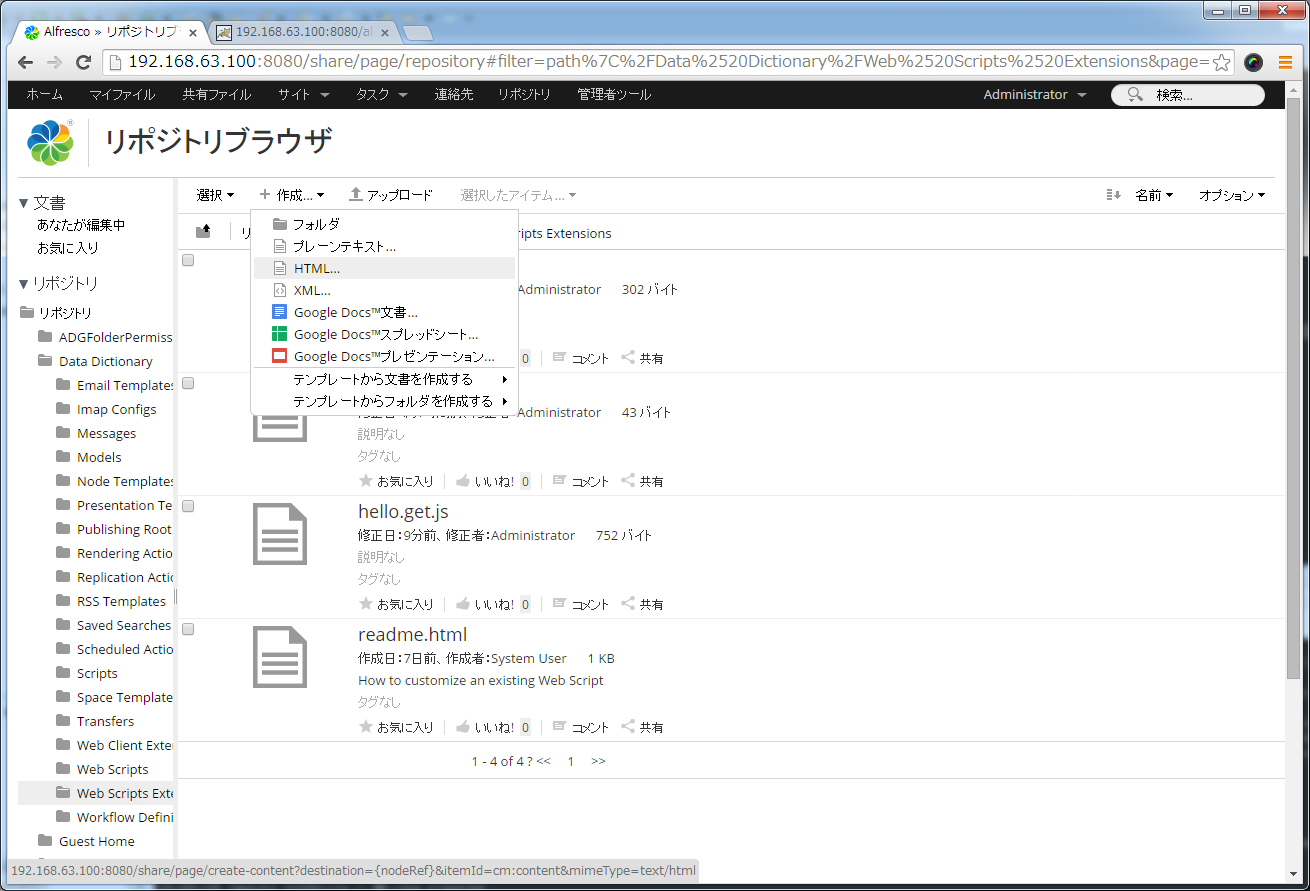 Alfresco » リポジトリブ
192.168.63.100:8080/al
192.168.63.100:8080/share/page/repository#filter=path%7C%2FData%2520Dictionary%2FWeb%2520Scripts%2520Extensions&page=
ホーム マイファイル 共有ファイル サイト タスク 連絡先 リポジトリ 管理者ツール Administrator 検索...
リポジトリブラウザ
文書
あなたが編集中
お気に入り
リポジトリ
リポジトリ
ADGFolderPermiss
Data Dictionary
Email Templates
Imap Configs
Messages
Models
Node Templates
Presentation Te
Publishing Root
Rendering Actio
Replication Actio
RSS Templates
Saved Searches
Scheduled Actio
Scripts
Space Template
Transfers
Web Client Exte
Web Scripts
Web Scripts Exte
Workflow Defini
Guest Home
選択 作成... アップロード 選択したアイテム... 名前 オプション
リ ripts Extensions
フォルダ
プレーンテキスト...
HTML...
XML...
Google Docs™文書...
Google Docs™スプレッドシート...
Google Docs™プレゼンテーション...
テンプレートから文書を作成する
テンプレートからフォルダを作成する
Administrator 302 バイト
0 コメント 共有
Administrator 43 バイト
説明なし
タグなし
お気に入り いいね! 0 コメント 共有
hello.get.js
修正日:9分前、修正者:Administrator 752 バイト
説明なし
タグなし
お気に入り いいね! 0 コメント 共有
readme.html
作成日:7日前、作成者:System User 1 KB
How to customize an existing Web Script
タグなし
お気に入り いいね! 0 コメント 共有
1 - 4 of 4 ? << 1 >>
192.168.63.100:8080/share/page/create-content?destination={nodeRef}&itemId=cm:content&mimeType=text/html